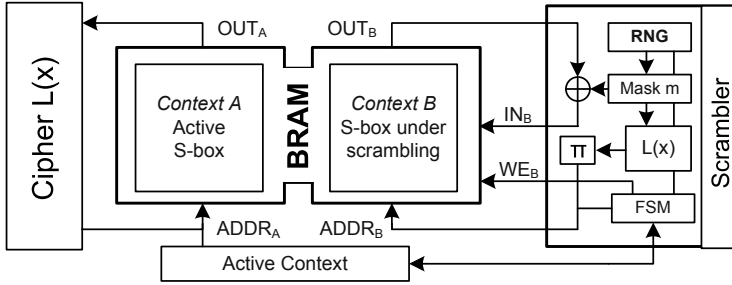 Cipher L(x)
OUTA
OUTB
Context A
Active
S-box
BRAM
Context B
S-box under
scrambling
INB
WEB
ADDRA
ADDRB
Active Context
RNG
Mask m
L(x)
π
FSM
Scrambler